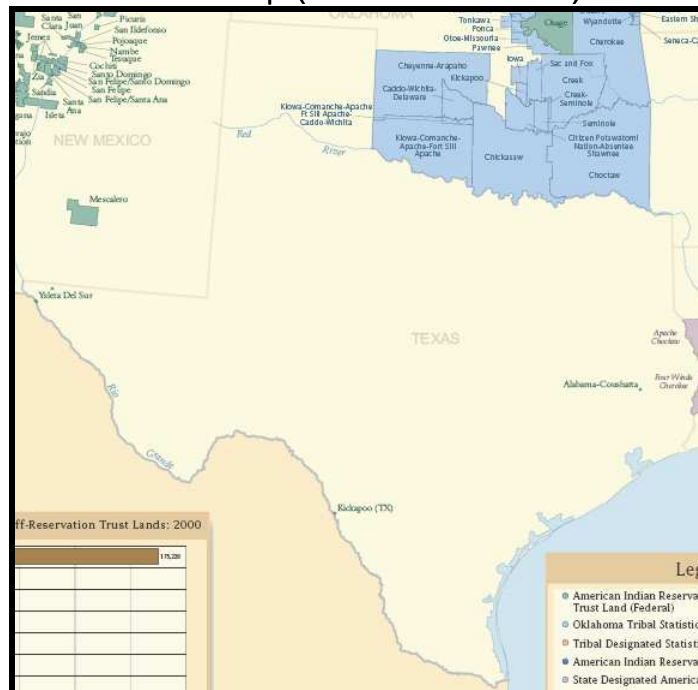 OKLAHOMA
Picuris
Santa Clara
San Juan
San Ildefonso
Pojoaque
Nambe
Tesuque
Jemez
Cochiti
Zia
Santo Domingo
San Felipe/Santo Domingo
San Felipe
San Felipe/Santa Ana
Sandia
Santa Ana
Isleta
NEW MEXICO
Mescalero
Ysleta Del Sur
Tonkawa
Ponca
Otoe-Missouria
Pawnee
Osage
Wyandotte
Eastern Sh
Seneca-Ca
Cherokee
Iowa
Cheyenne-Arapaho
Kickapoo
Sac and Fox
Caddo-Wichita-
Delaware
Creek
Creek-
Seminole
Kiowa-Comanche-Apache
Ft Sill Apache-
Caddo-Wichita
Seminole
Kiowa-Comanche-
Apache-Fort Sill
Apache
Citizen Potawatomi
Nation-Absentee
Shawnee
Chickasaw
Choctaw
Red
River
TEXAS
Apache
Choctaw
Four Winds
Cherokee
Alabama-Coushatta
Rio
Grande
Kickapoo (TX)
ff-Reservation Trust Lands: 2000
Leg
American Indian Reserva
Trust Land (Federal)
Oklahoma Tribal Statistic
Tribal Designated Statisti
American Indian Reserva
State Designated America